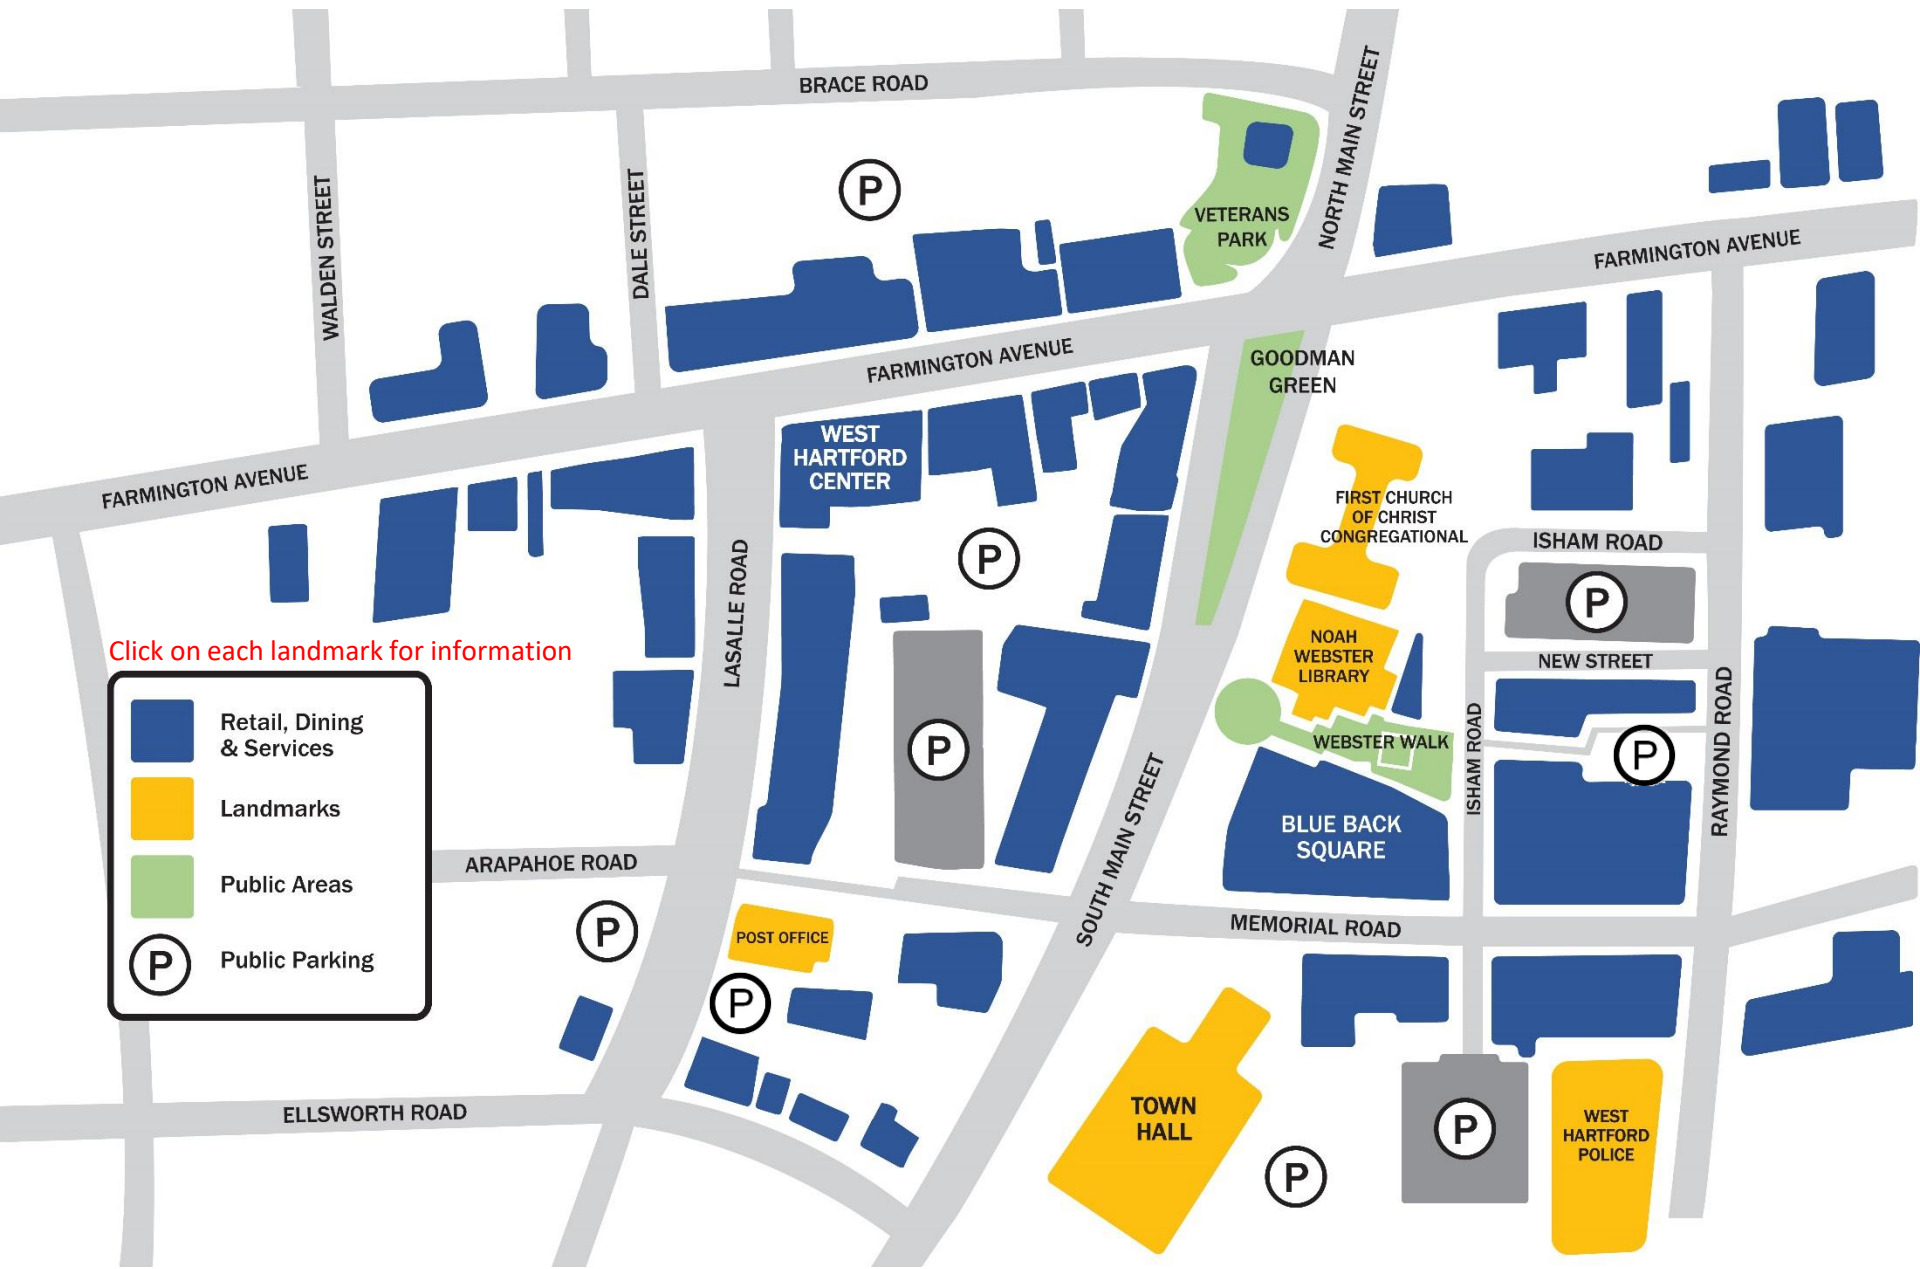 BRACE ROAD
NORTH MAIN STREET
P
WALDEN STREET
DALE STREET
VETERANS
PARK
FARMINGTON AVENUE
FARMINGTON AVENUE
GOODMAN
GREEN
WEST
HARTFORD
CENTER
FARMINGTON AVENUE
FIRST CHURCH
OF CHRIST
CONGREGATIONAL
ISHAM ROAD
P
P
LASALLE ROAD
NOAH
WEBSTER
LIBRARY
NEW STREET
Click on each landmark for information
Retail, Dining
& Services
Landmarks
Public Areas
P
Public Parking
P
WEBSTER WALK
ISHAM ROAD
P
RAYMOND ROAD
SOUTH MAIN STREET
BLUE BACK
SQUARE
ARAPAHOE ROAD
P
POST OFFICE
MEMORIAL ROAD
P
TOWN
HALL
P
P
WEST
HARTFORD
POLICE
ELLSWORTH ROAD